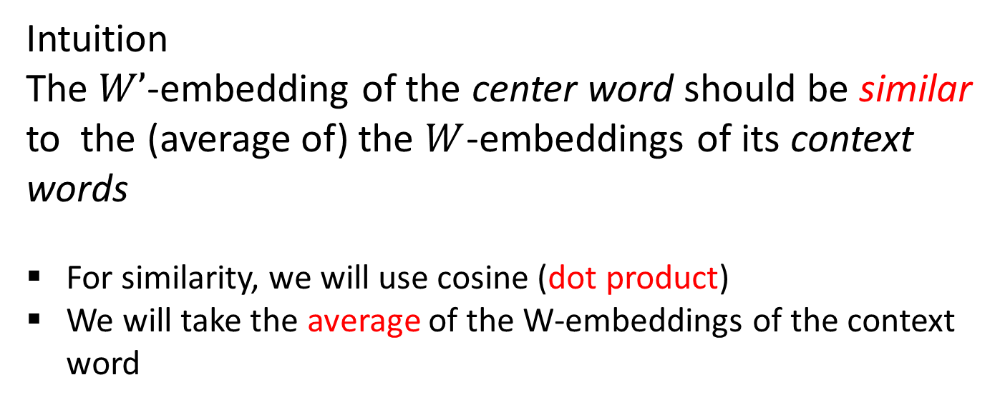 Intuition
The W’-embedding of the center word should be similar
to the (average of) the W-embeddings of its context
words
▪ For similarity, we will use cosine (dot product)
▪ We will take the average of the W-embeddings of the context
word